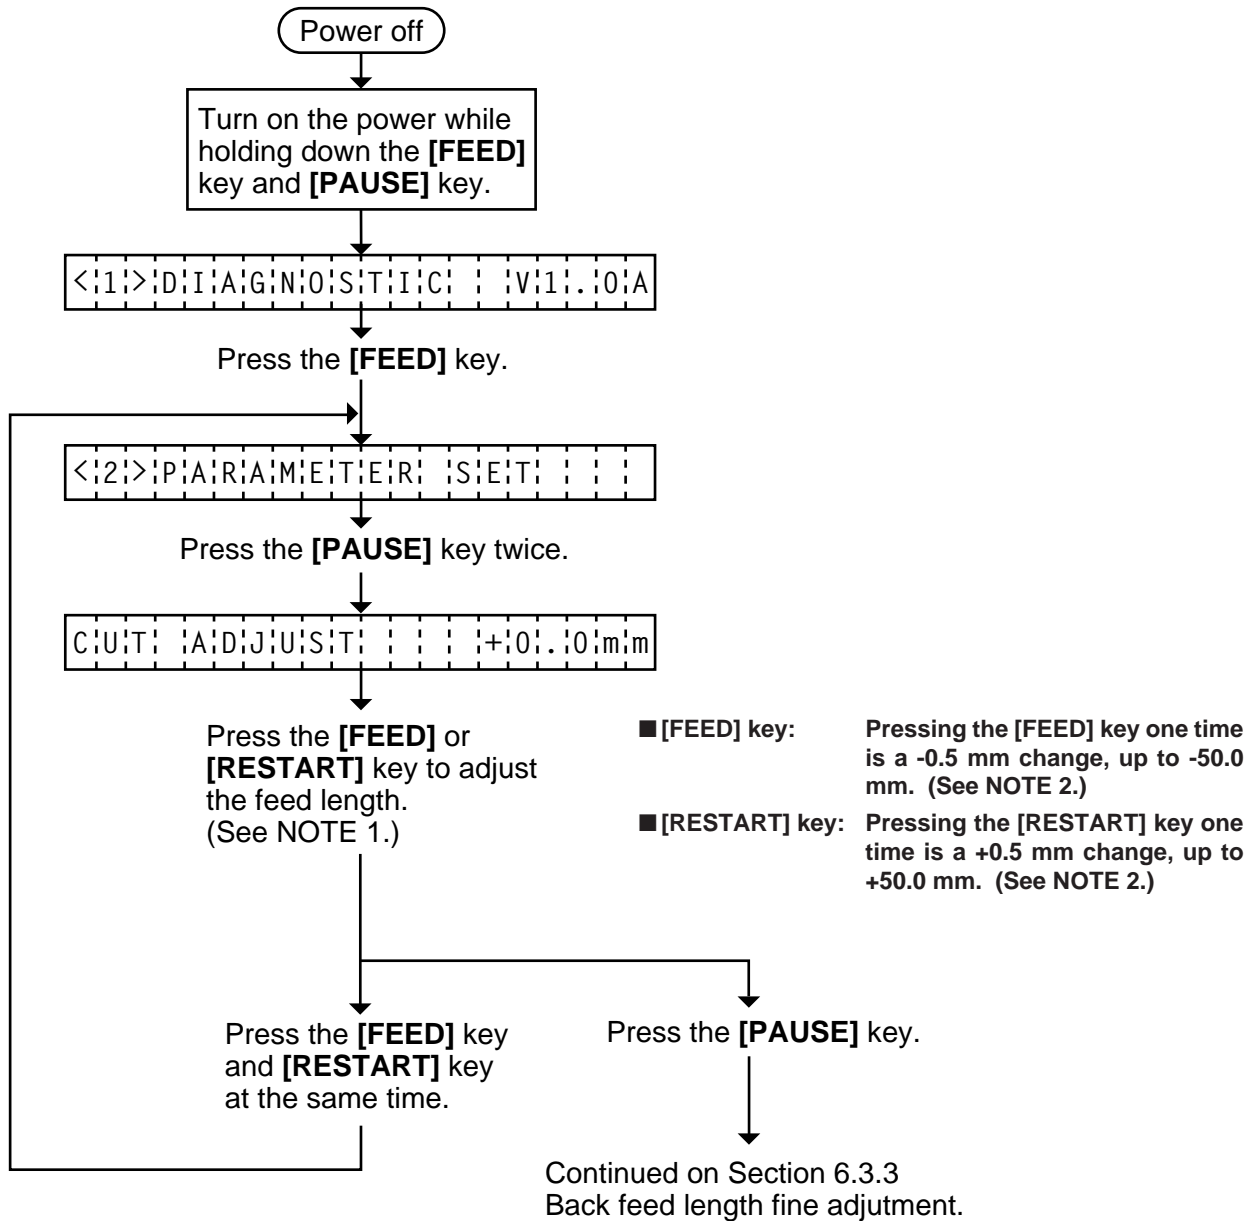 Power off
Turn on the power while
holding down the [FEED]
key and [PAUSE] key.
<1>DIAGNOSTIC  V1.0A
Press the [FEED] key.
<2>PARAMETER SET
Press the [PAUSE] key twice.
CUT ADJUST    +0.0mm
Press the [FEED] or
[RESTART] key to adjust
the feed length.
(See NOTE 1.)
■ [FEED] key: Pressing the [FEED] key one time
is a -0.5 mm change, up to -50.0
mm. (See NOTE 2.)
■ [RESTART] key: Pressing the [RESTART] key one
time is a +0.5 mm change, up to
+50.0 mm. (See NOTE 2.)
Press the [FEED] key
and [RESTART] key
at the same time.
Press the [PAUSE] key.
Continued on Section 6.3.3
Back feed length fine adjutment.